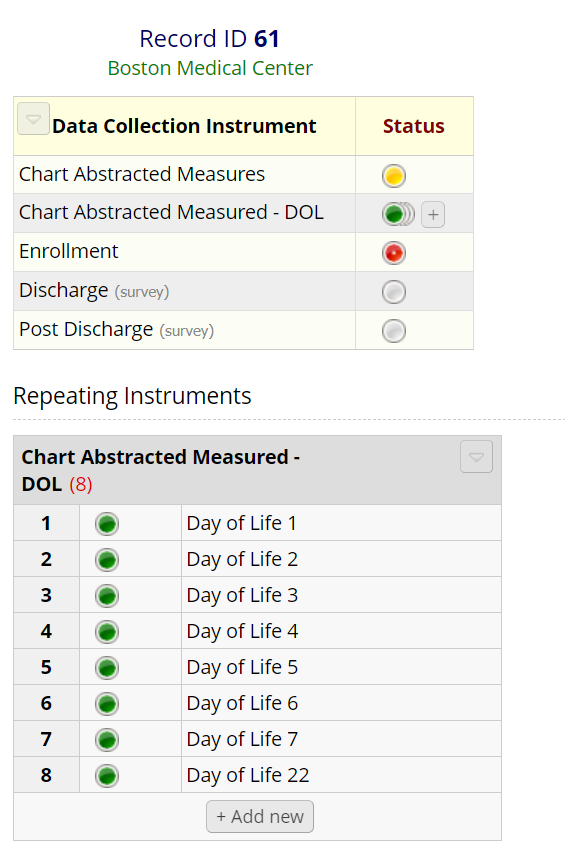 Record ID 61
Boston Medical Center
Data Collection Instrument Status
Chart Abstracted Measures
Chart Abstracted Measured - DOL +
Enrollment
Discharge (survey)
Post Discharge (survey)
Repeating Instruments
Chart Abstracted Measured -
DOL (8)
1 Day of Life 1
2 Day of Life 2
3 Day of Life 3
4 Day of Life 4
5 Day of Life 5
6 Day of Life 6
7 Day of Life 7
8 Day of Life 22
+ Add new